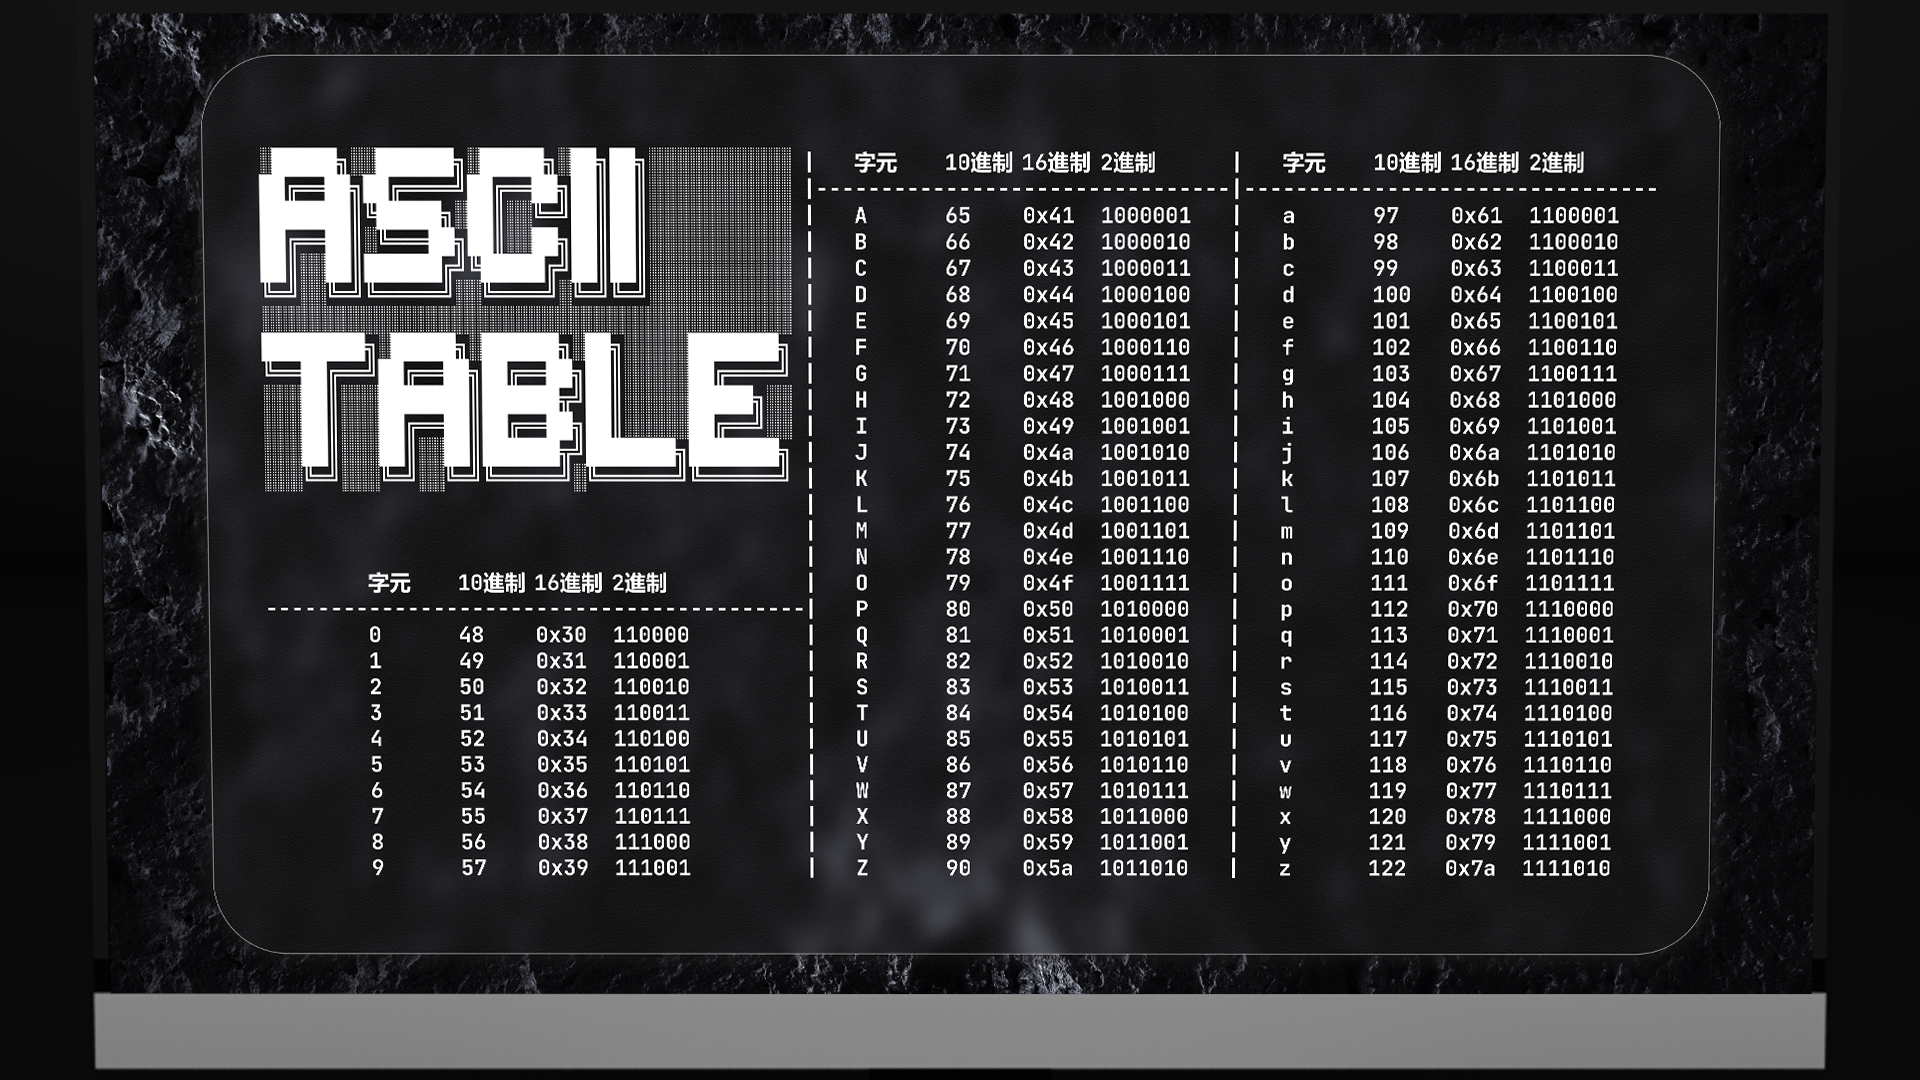 ASCII
TABLE
字元 10進制 16進制 2進制
0 48 0x30 110000
1 49 0x31 110001
2 50 0x32 110010
3 51 0x33 110011
4 52 0x34 110100
5 53 0x35 110101
6 54 0x36 110110
7 55 0x37 110111
8 56 0x38 111000
9 57 0x39 111001
字元 10進制 16進制 2進制
A 65 0x41 1000001
B 66 0x42 1000010
C 67 0x43 1000011
D 68 0x44 1000100
E 69 0x45 1000101
F 70 0x46 1000110
G 71 0x47 1000111
H 72 0x48 1001000
I 73 0x49 1001001
J 74 0x4a 1001010
K 75 0x4b 1001011
L 76 0x4c 1001100
M 77 0x4d 1001101
N 78 0x4e 1001110
O 79 0x4f 1001111
P 80 0x50 1010000
Q 81 0x51 1010001
R 82 0x52 1010010
S 83 0x53 1010011
T 84 0x54 1010100
U 85 0x55 1010101
V 86 0x56 1010110
W 87 0x57 1010111
X 88 0x58 1011000
Y 89 0x59 1011001
Z 90 0x5a 1011010
字元 10進制 16進制 2進制
a 97 0x61 1100001
b 98 0x62 1100010
c 99 0x63 1100011
d 100 0x64 1100100
e 101 0x65 1100101
f 102 0x66 1100110
g 103 0x67 1100111
h 104 0x68 1101000
i 105 0x69 1101001
j 106 0x6a 1101010
k 107 0x6b 1101011
l 108 0x6c 1101100
m 109 0x6d 1101101
n 110 0x6e 1101110
o 111 0x6f 1101111
p 112 0x70 1110000
q 113 0x71 1110001
r 114 0x72 1110010
s 115 0x73 1110011
t 116 0x74 1110100
u 117 0x75 1110101
v 118 0x76 1110110
w 119 0x77 1110111
x 120 0x78 1111000
y 121 0x79 1111001
z 122 0x7a 1111010